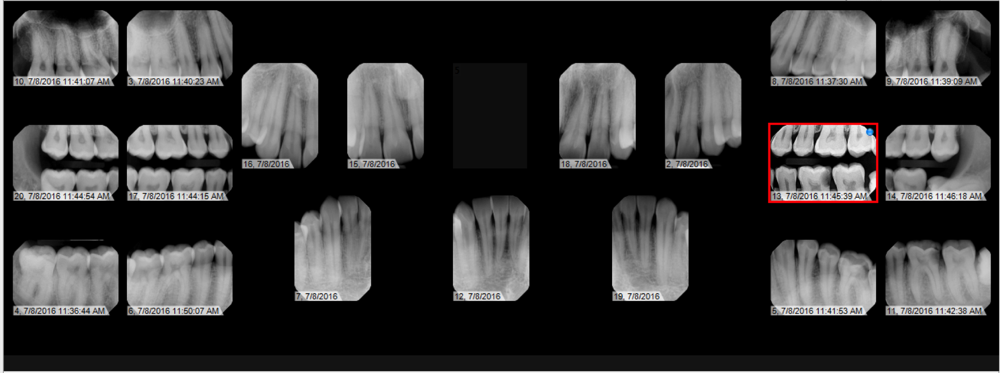 10, 7/8/2016 11:41:07 AM
3, 7/8/2016 11:40:23 AM
8, 7/8/2016 11:37:30 AM
9, 7/8/2016 11:39:09 AM
5
16, 7/8/2016
15, 7/8/2016
18, 7/8/2016
2, 7/8/2016
20, 7/8/2016 11:44:54 AM
17, 7/8/2016 11:44:15 AM
13, 7/8/2016 11:45:39 AM
14, 7/8/2016 11:46:18 AM
7, 7/8/2016
12, 7/8/2016
19, 7/8/2016
4, 7/8/2016 11:36:44 AM
6, 7/8/2016 11:50:07 AM
5, 7/8/2016 11:41:53 AM
11, 7/8/2016 11:42:38 AM